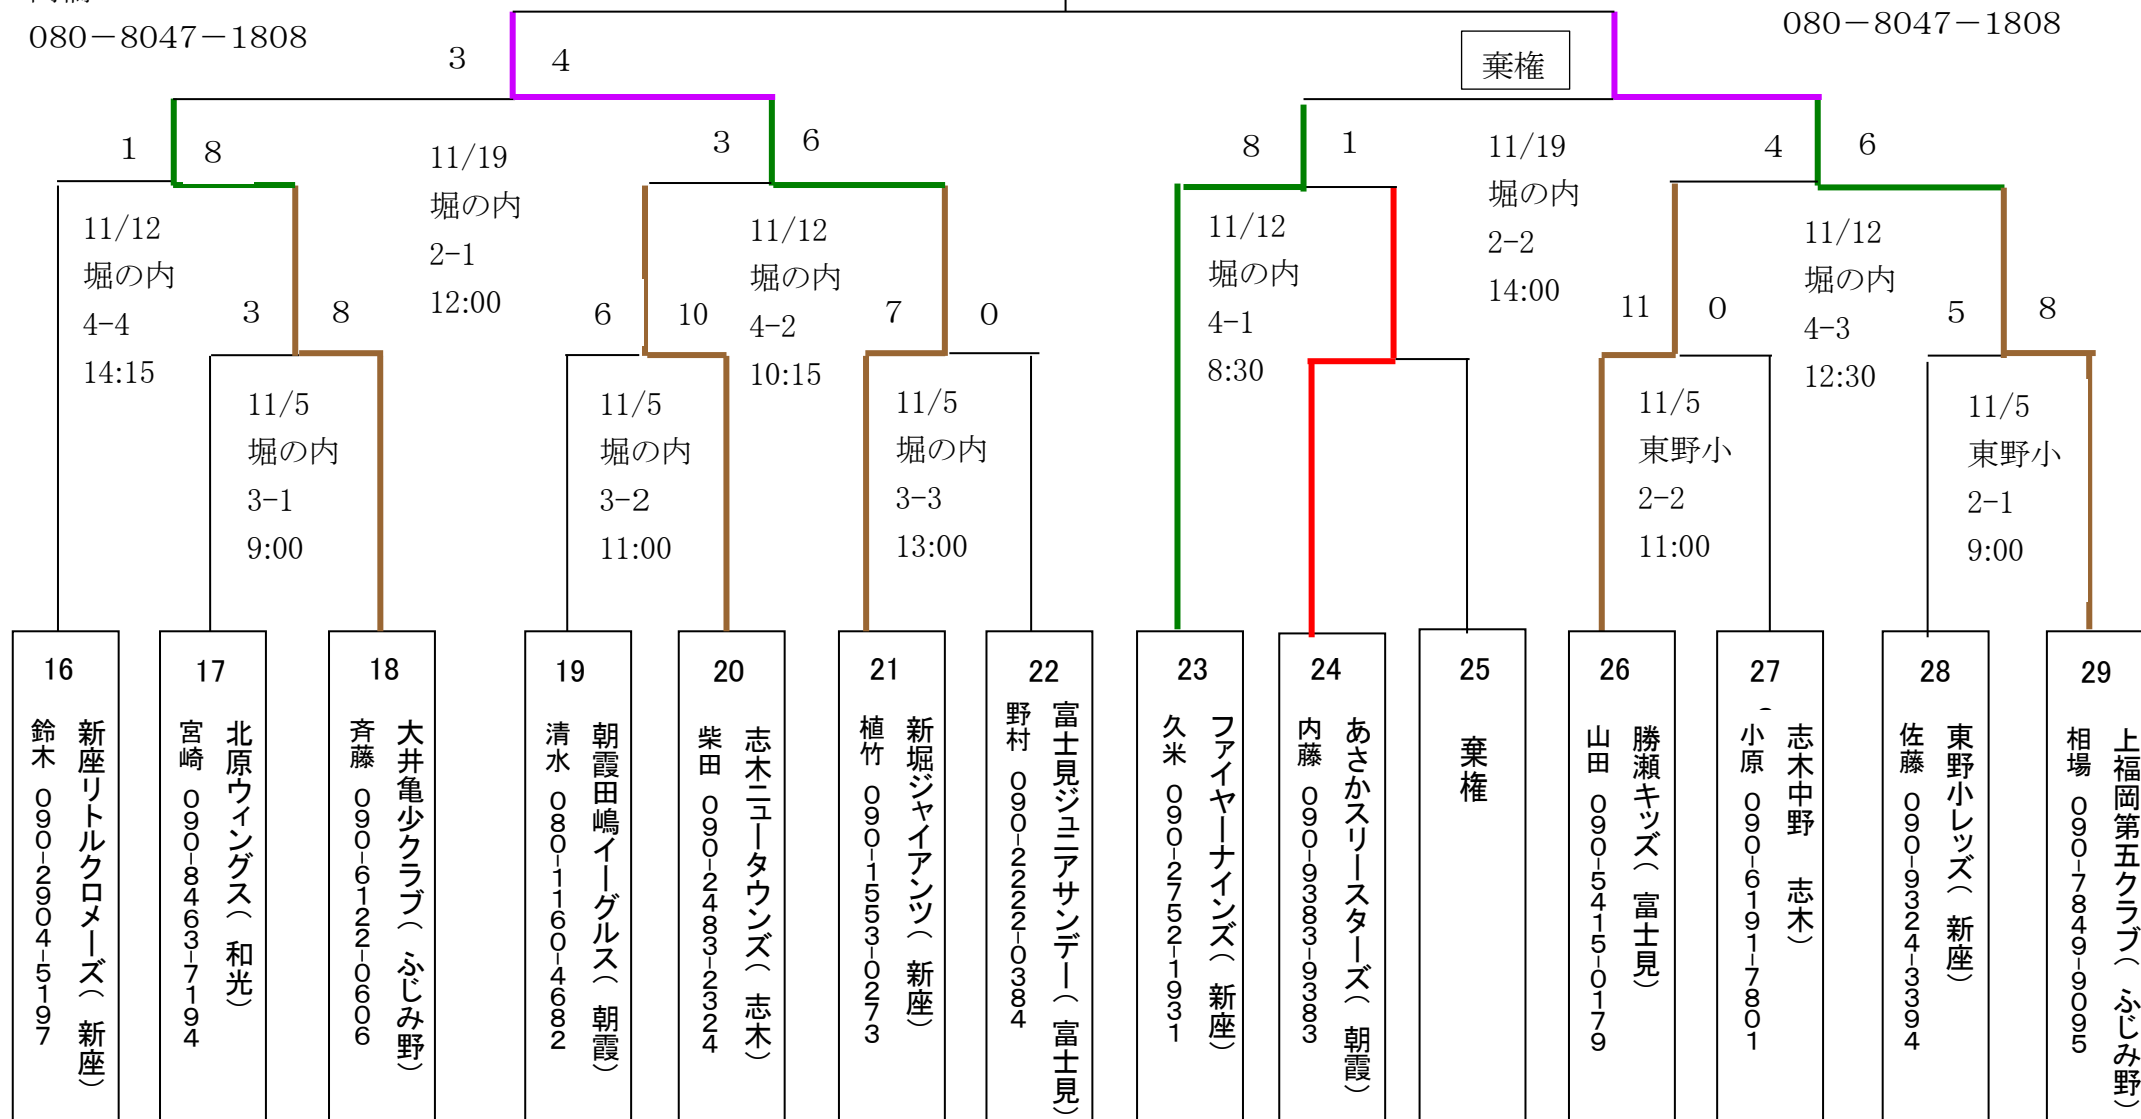 080－8047－1808
080－8047－1808
3 4
棄権
1 8
11/19
堀の内
2-1
12:00
3 6
8 1
11/19
堀の内
2-2
14:00
4 6
11/12
堀の内
4-4
14:15
3 8
6 10
11/12
堀の内
4-2
10:15
7 0
11/12
堀の内
4-1
8:30
11 0
11/12
堀の内
4-3
12:30
5 8
11/5
堀の内
3-1
9:00
11/5
堀の内
3-2
11:00
11/5
堀の内
3-3
13:00
11/5
東野小
2-2
11:00
11/5
東野小
2-1
9:00
16
新座リトルクロメーズ（ 新座）
鈴木 090-2904-5197
17
北原ウィングス（ 和光）
宮崎 090-8463-7194
18
大井亀少クラブ（ ふじみ野）
斉藤 090-6122-0606
19
朝霞田嶋イーグルス（ 朝霞）
清水 080-1160-4682
20
志木ニュータウンズ（ 志木）
柴田 090-2483-2324
21
新堀ジャイアンツ（ 新座）
植竹 090-1553-0273
22
富士見ジュニアサンデー（ 富士見）
野村 090-2222-0384
23
ファイヤーナインズ（ 新座）
久米 090-2752-1931
24
あさかスリースターズ（ 朝霞）
内藤 090-9383-9383
25
棄権
26
勝瀬キッズ（ 富士見）
山田 090-5415-0179
27
志木中野 志木）
小原 090-6191-7801
28
東野小レッズ（ 新座）
佐藤 090-9324-3394
29
上福岡第五クラブ（ ふじみ野）
相場 090-7849-9095